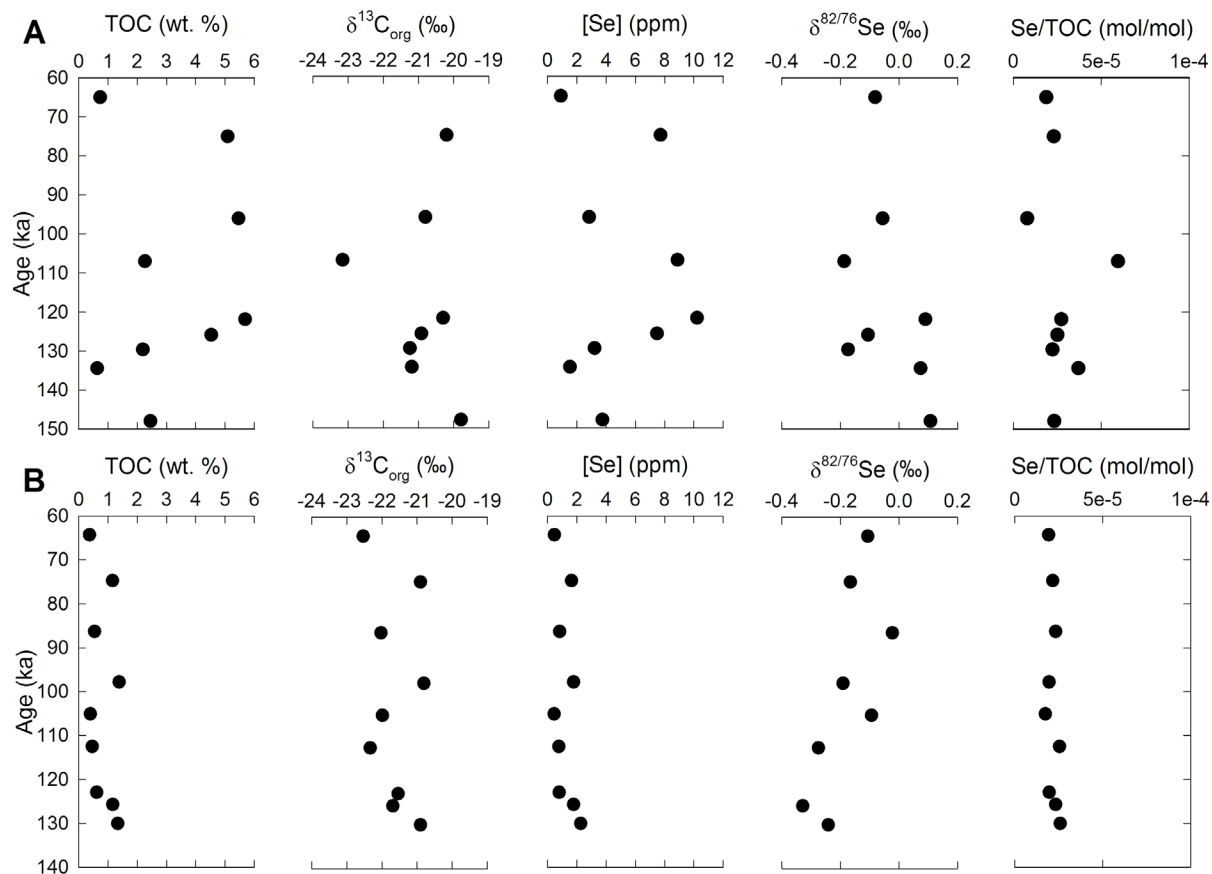 A
TOC (wt. %) δ13Corg (‰) [Se] (ppm) δ82/76Se (‰) Se/TOC (mol/mol)
0 1 2 3 4 5 6 -24 -23 -22 -21 -20 -19 0 2 4 6 8 10 12 -0.4 -0.2 0.0 0.2 0 5e-5 1e-4
60
70
80
90
100
110
120
130
140
150
Age (ka)
B
TOC (wt. %) δ13Corg (‰) [Se] (ppm) δ82/76Se (‰) Se/TOC (mol/mol)
0 1 2 3 4 5 6 -24 -23 -22 -21 -20 -19 0 2 4 6 8 10 12 -0.4 -0.2 0.0 0.2 0 5e-5 1e-4
60
70
80
90
100
110
120
130
140
Age (ka)